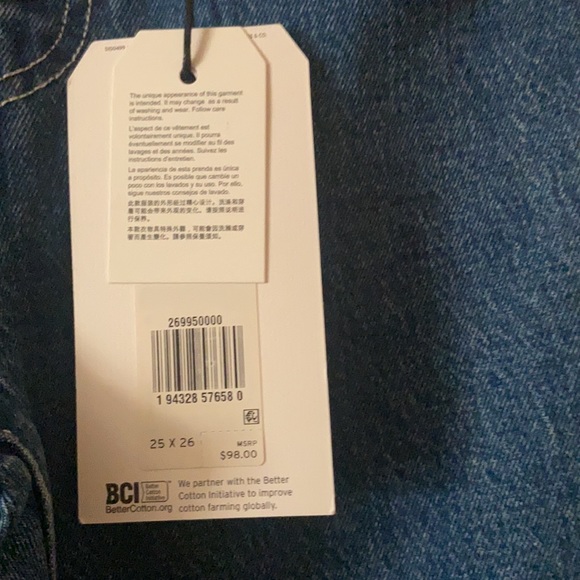 The unique appearance of this garment
is intended. It may change as a result
of washing and wear. Follow care
instructions.
L'aspect de ce vêtement est
volontairement unique. Il pourra
éventuellement se modifier au fil des
lavages et des années. Suivez les
instructions d'entretien.
La apariencia de esta prenda es única
a propósito. Es posible que cambie un
poco con los lavados y su uso. Por ello,
sigue nuestros consejos de lavado.
269950000
1 94328 57658 0
25 X 26
MSRP
$98.00
BCI
Better
Cotton
Initiative
BetterCotton.org
We partner with the Better
Cotton Initiative to improve
cotton farming globally.